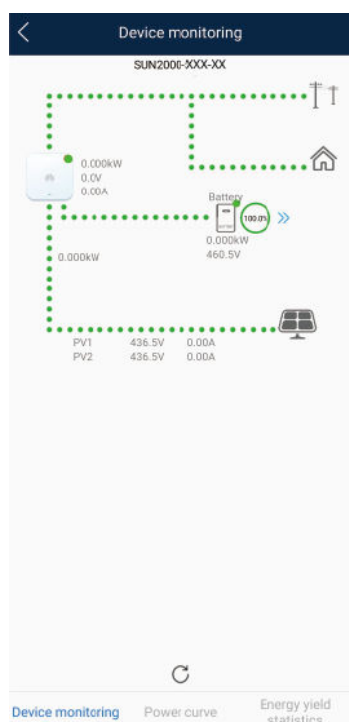 Device monitoring
SUN2000-XXX-XX
0.000kW
0.0V
0.00A
Battery
100.0%
0.000kW
460.5V
0.000kW
PV1 436.5V 0.00A
PV2 436.5V 0.00A
Device monitoring Power curve Energy yield
statistics